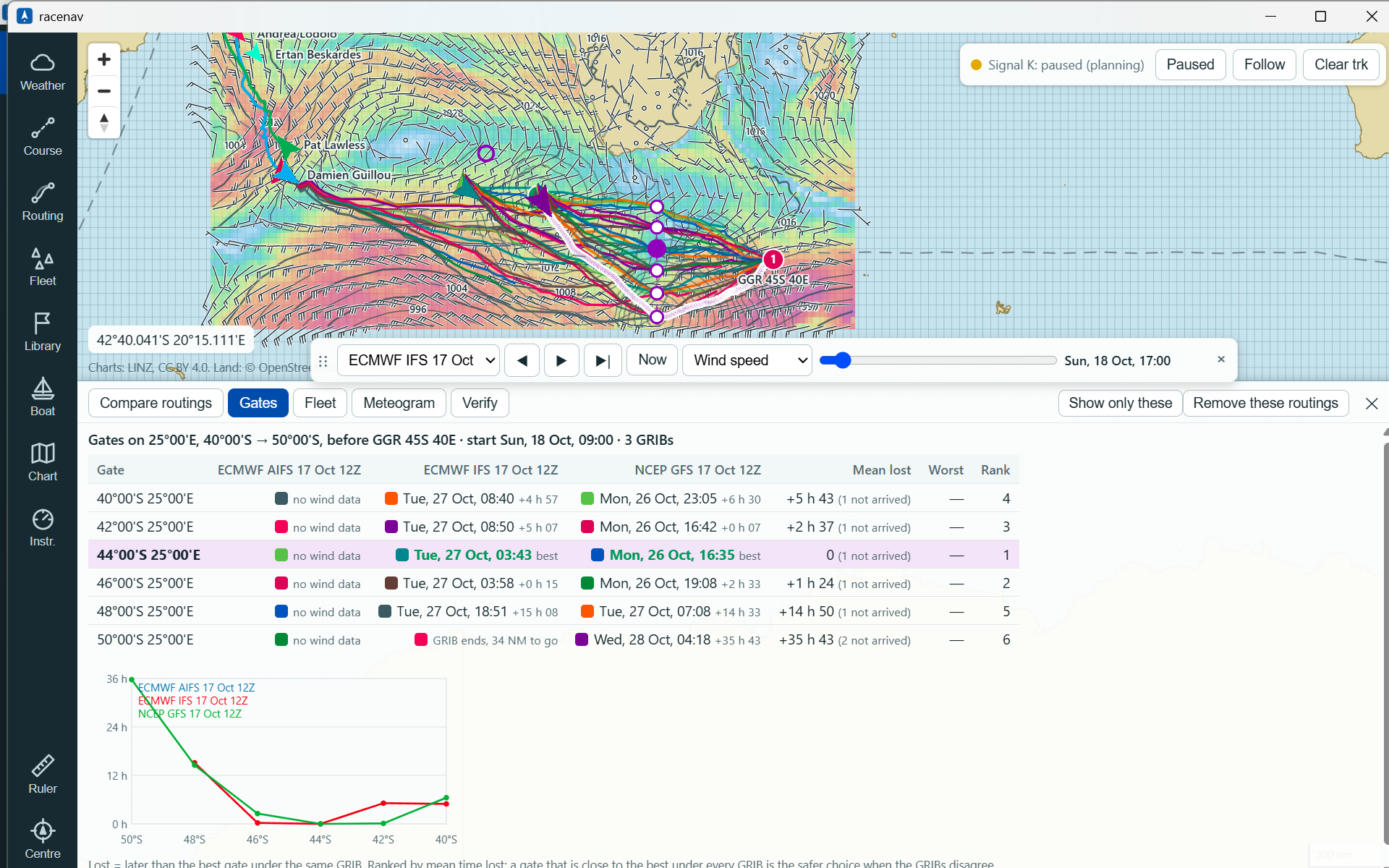 racenav
Weather
Course
Routing
Fleet
Library
Boat
Chart
Instr.
Ruler
Centre
Ertan Beskardes
Pat Lawless
Damien Guillou
1016
1016
1020
1016
1016
1012
1004
1008
996
1
GGR 45S 40E
Signal K: paused (planning) Paused Follow Clear trk
42°40.041'S 20°15.111'E
Charts: LINZ, CC BY 4.0. Land: © OpenStre
ECMWF IFS 17 Oct Now Wind speed Sun, 18 Oct, 17:00 ×
Compare routings Gates Fleet Meteogram Verify Show only these Remove these routings
Gates on 25°00'E, 40°00'S → 50°00'S, before GGR 45S 40E · start Sun, 18 Oct, 09:00 · 3 GRIBs
Gate ECMWF AIFS 17 Oct 12Z ECMWF IFS 17 Oct 12Z NCEP GFS 17 Oct 12Z Mean lost Worst Rank
40°00'S 25°00'E no wind data Tue, 27 Oct, 08:40 +4 h 57 Mon, 26 Oct, 23:05 +6 h 30 +5 h 43 (1 not arrived) — 4
42°00'S 25°00'E no wind data Tue, 27 Oct, 08:50 +5 h 07 Mon, 26 Oct, 16:42 +0 h 07 +2 h 37 (1 not arrived) — 3
44°00'S 25°00'E no wind data Tue, 27 Oct, 03:43 best Mon, 26 Oct, 16:35 best 0 (1 not arrived) — 1
46°00'S 25°00'E no wind data Tue, 27 Oct, 03:58 +0 h 15 Mon, 26 Oct, 19:08 +2 h 33 +1 h 24 (1 not arrived) — 2
48°00'S 25°00'E no wind data Tue, 27 Oct, 18:51 +15 h 08 Tue, 27 Oct, 07:08 +14 h 33 +14 h 50 (1 not arrived) — 5
50°00'S 25°00'E no wind data GRIB ends, 34 NM to go Wed, 28 Oct, 04:18 +35 h 43 +35 h 43 (2 not arrived) — 6
36 h
ECMWF AIFS 17 Oct 12Z
ECMWF IFS 17 Oct 12Z
NCEP GFS 17 Oct 12Z
24 h
12 h
0 h
50°S 48°S 46°S 44°S 42°S 40°S
Lost = later than the best gate under the same GRIB. Ranked by mean time lost: a gate that is close to the best under every GRIB is the safer choice when the GRIBs disagree